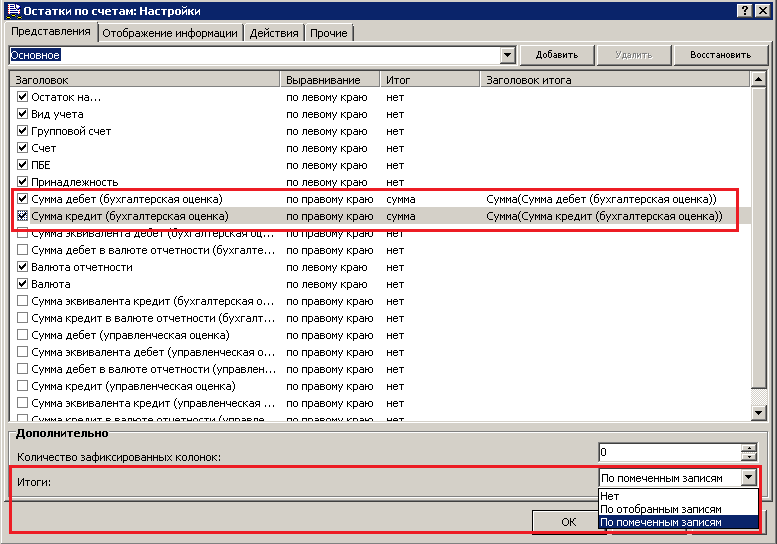 Остатки по счетам: Настройки
Представления Отображение информации Действия Прочие
Основное Добавить Удалить Восстановить
Заголовок Выравнивание Итог Заголовок итога
Остаток на... по левому краю нет
Вид учета по левому краю нет
Групповой счет по левому краю нет
Счет по левому краю нет
ПБЕ по левому краю нет
Принадлежность по левому краю нет
Сумма дебет (бухгалтерская оценка) по правому краю сумма Сумма(Сумма дебет (бухгалтерская оценка))
Сумма кредит (бухгалтерская оценка) по правому краю сумма Сумма(Сумма кредит (бухгалтерская оценка))
Сумма эквивалента дебет (бухгалтерская оц... по правому краю нет
Сумма дебет в валюте отчетности (бухгалте... по правому краю нет
Валюта отчетности по левому краю нет
Валюта по левому краю нет
Сумма эквивалента кредит (бухгалтерская о... по правому краю нет
Сумма кредит в валюте отчетности (бухгалт... по правому краю нет
Сумма дебет (управленческая оценка) по правому краю нет
Сумма эквивалента дебет (управленческая о... по правому краю нет
Сумма дебет в валюте отчетности (управлен... по правому краю нет
Сумма кредит (управленческая оценка) по правому краю нет
Сумма эквивалента кредит (управленческая ... по правому краю нет
Сумма кредит в валюте отчетности (управле... по правому краю нет
Дополнительно
Количество зафиксированных колонок: 0
Итоги: По помеченным записям
Нет
По отобранным записям
По помеченным записям
OK